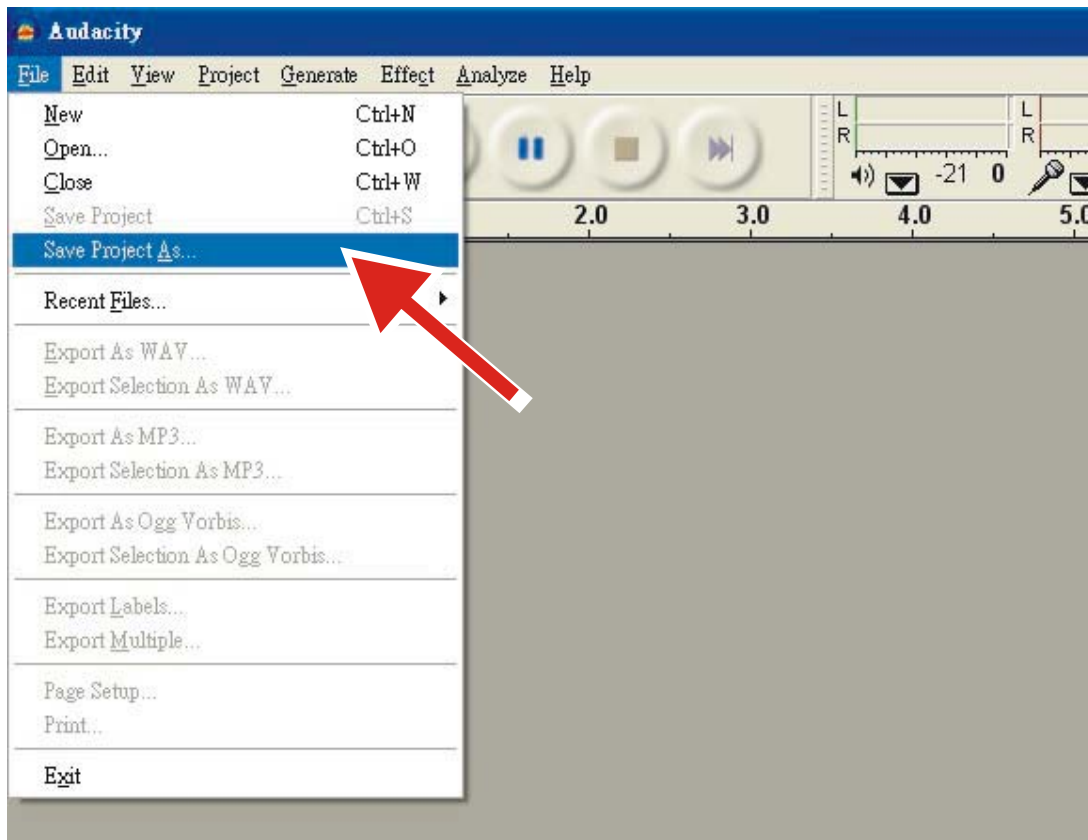 Audacity
File Edit View Project Generate Effect Analyze Help
New Ctrl+N
Open... Ctrl+O
Close Ctrl+W
Save Project Ctrl+S
Save Project As...
Recent Files...
Export As WAV...
Export Selection As WAV...
Export As MP3...
Export Selection As MP3...
Export As Ogg Vorbis...
Export Selection As Ogg Vorbis...
Export Labels...
Export Multiple...
Page Setup...
Print...
Exit
L
R
-21 0
L
R
2.0 3.0 4.0 5.0